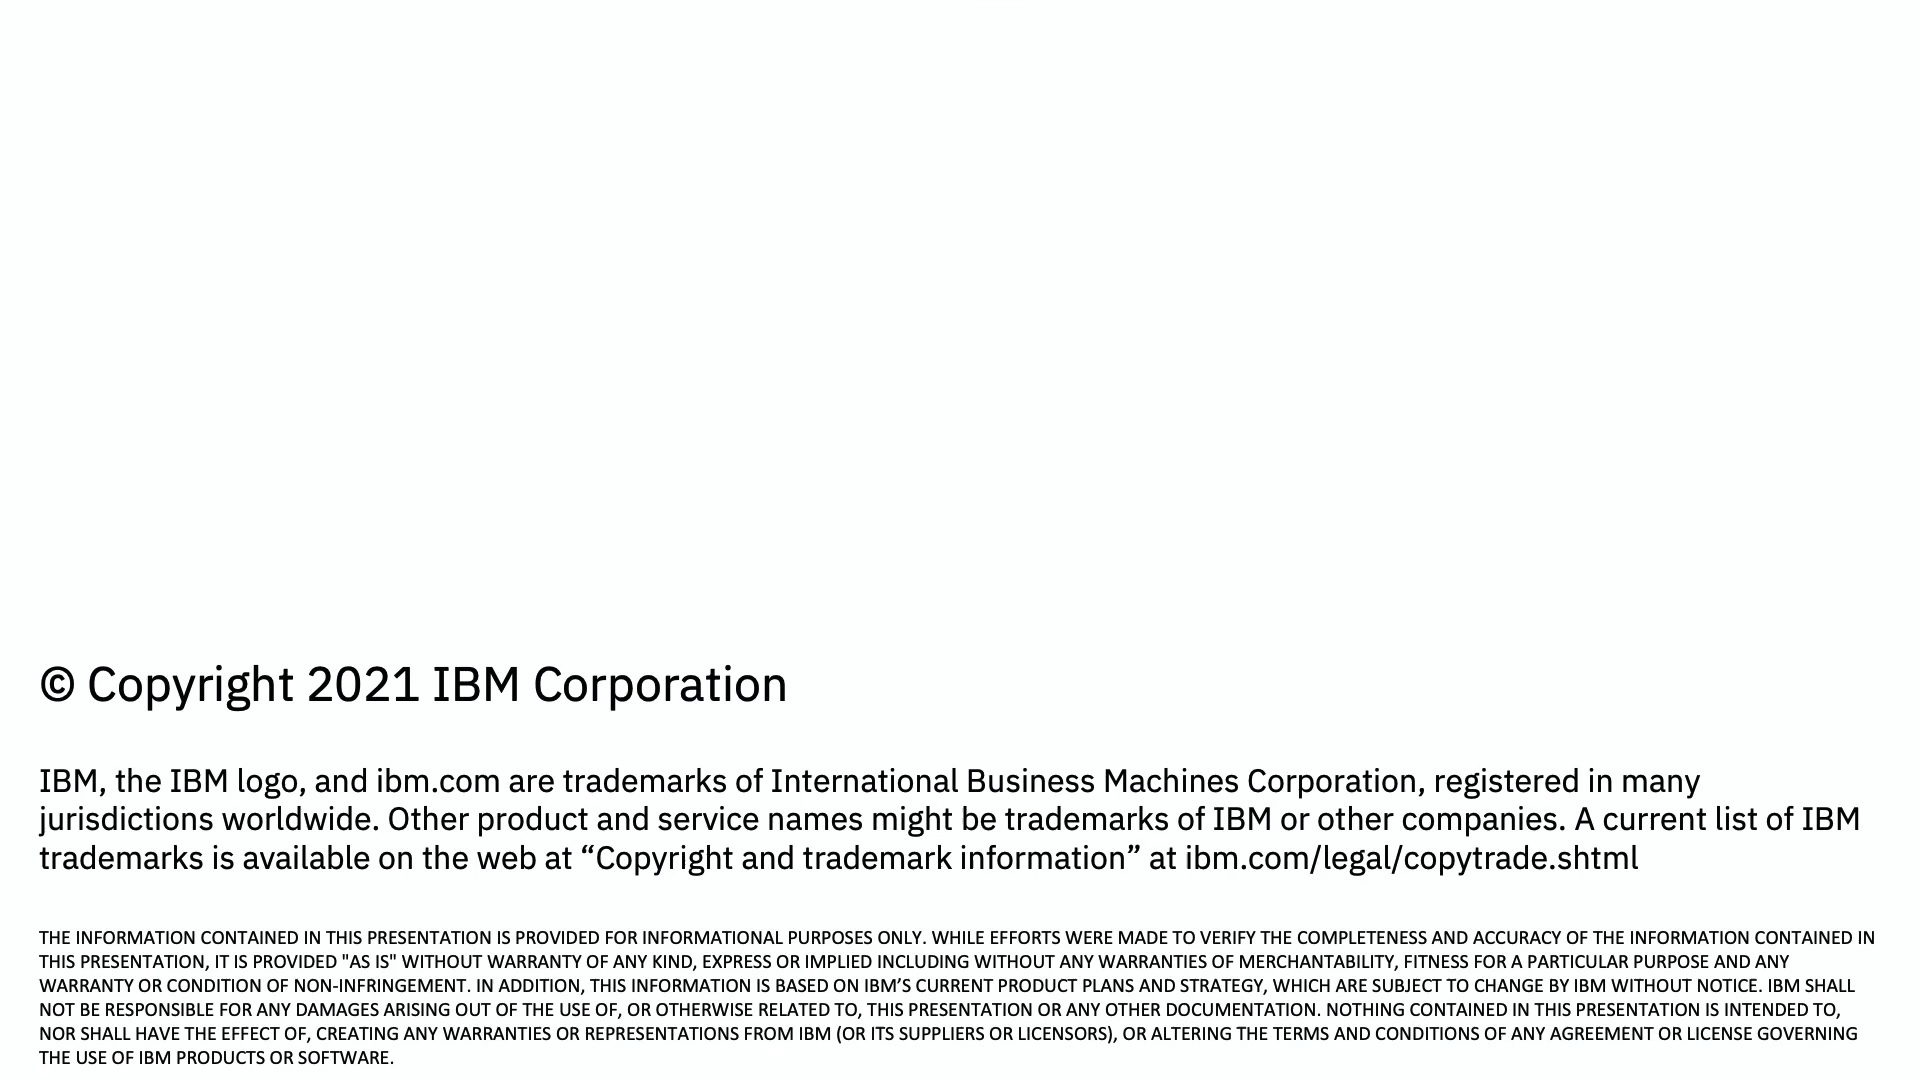 © Copyright 2021 IBM Corporation
IBM, the IBM logo, and ibm.com are trademarks of International Business Machines Corporation, registered in many
jurisdictions worldwide. Other product and service names might be trademarks of IBM or other companies. A current list of IBM
trademarks is available on the web at “Copyright and trademark information” at ibm.com/legal/copytrade.shtml
THE INFORMATION CONTAINED IN THIS PRESENTATION IS PROVIDED FOR INFORMATIONAL PURPOSES ONLY. WHILE EFFORTS WERE MADE TO VERIFY THE COMPLETENESS AND ACCURACY OF THE INFORMATION CONTAINED IN
THIS PRESENTATION, IT IS PROVIDED "AS IS" WITHOUT WARRANTY OF ANY KIND, EXPRESS OR IMPLIED INCLUDING WITHOUT ANY WARRANTIES OF MERCHANTABILITY, FITNESS FOR A PARTICULAR PURPOSE AND ANY
WARRANTY OR CONDITION OF NON-INFRINGEMENT. IN ADDITION, THIS INFORMATION IS BASED ON IBM’S CURRENT PRODUCT PLANS AND STRATEGY, WHICH ARE SUBJECT TO CHANGE BY IBM WITHOUT NOTICE. IBM SHALL
NOT BE RESPONSIBLE FOR ANY DAMAGES ARISING OUT OF THE USE OF, OR OTHERWISE RELATED TO, THIS PRESENTATION OR ANY OTHER DOCUMENTATION. NOTHING CONTAINED IN THIS PRESENTATION IS INTENDED TO,
NOR SHALL HAVE THE EFFECT OF, CREATING ANY WARRANTIES OR REPRESENTATIONS FROM IBM (OR ITS SUPPLIERS OR LICENSORS), OR ALTERING THE TERMS AND CONDITIONS OF ANY AGREEMENT OR LICENSE GOVERNING
THE USE OF IBM PRODUCTS OR SOFTWARE.